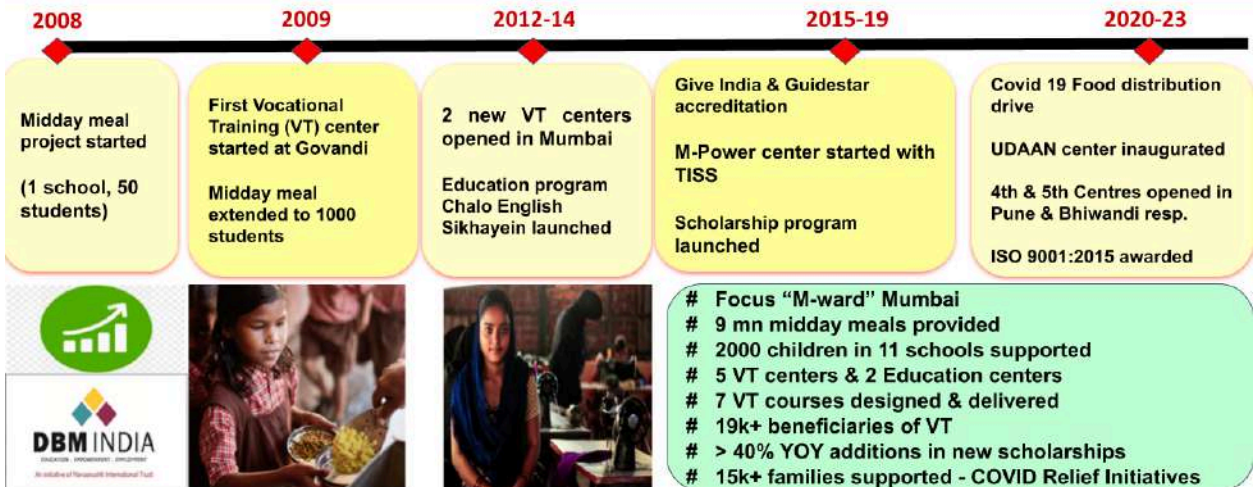 2008
2009
2012-14
2015-19
2020-23
Midday meal
project started
(1 school, 50
students)
First Vocational
Training (VT) center
started at Govandi
Midday meal
extended to 1000
students
2 new VT centers
opened in Mumbai
Education program
Chalo English
Sikhayein launched
Give India & Guidestar
accreditation
M-Power center started with
TISS
Scholarship program
launched
Covid 19 Food distribution
drive
UDAAN center inaugurated
4th & 5th Centres opened in
Pune & Bhiwandi resp.
ISO 9001:2015 awarded
DBM INDIA
EDUCATION . EMPOWERMENT . EMPLOYMENT
# Focus “M-ward” Mumbai
# 9 mn midday meals provided
# 2000 children in 11 schools supported
# 5 VT centers & 2 Education centers
# 7 VT courses designed & delivered
# 19k+ beneficiaries of VT
# > 40% YOY additions in new scholarships
# 15k+ families supported - COVID Relief Initiatives